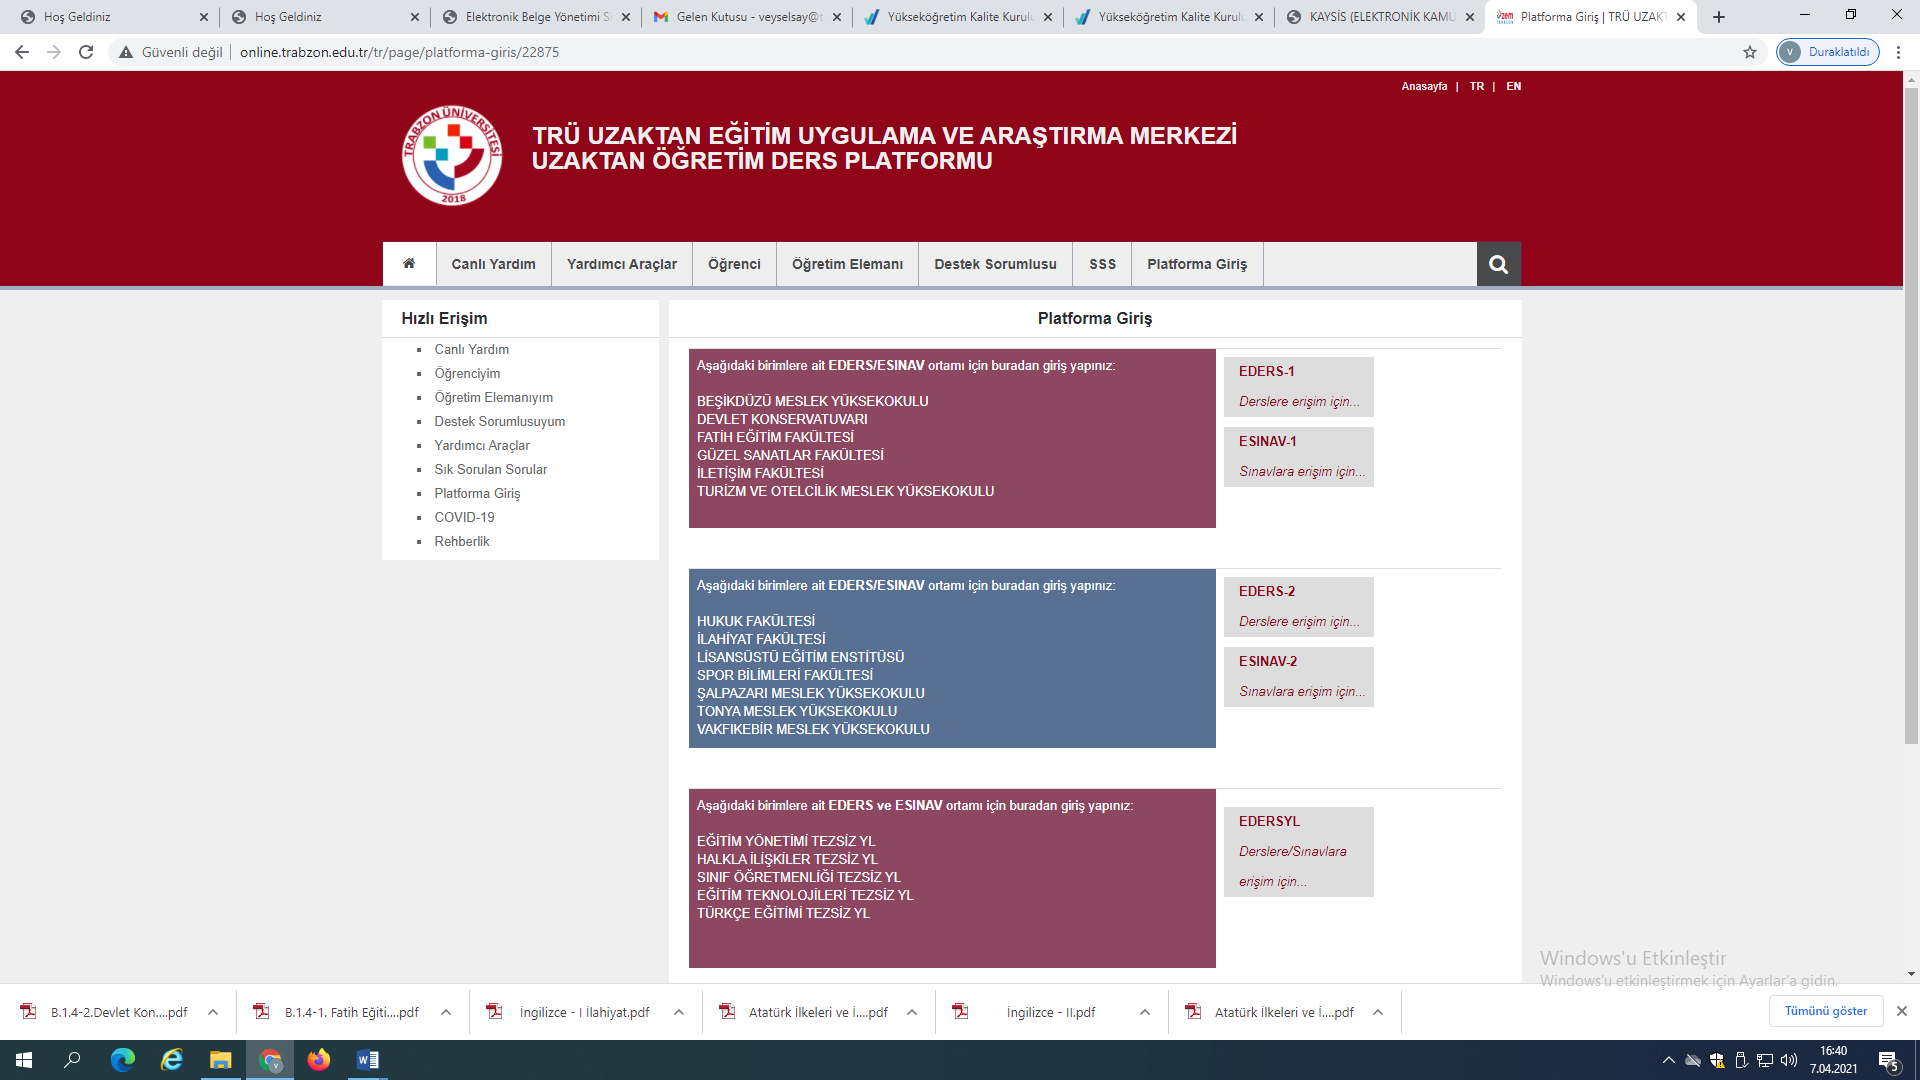 Hoş Geldiniz
Hoş Geldiniz
Elektronik Belge Yönetimi Si
Gelen Kutusu - veyselsay@t
Yükseköğretim Kalite Kurulu
Yükseköğretim Kalite Kurulu
KAYSİS (ELEKTRONİK KAMU
Platforma Giriş | TRÜ UZAKT
Güvenli değil
online.trabzon.edu.tr/tr/page/platforma-giris/22875
V
Duraklatıldı
Anasayfa | TR | EN
TRABZON ÜNİVERSİTESİ
2018
TRÜ UZAKTAN EĞİTİM UYGULAMA VE ARAŞTIRMA MERKEZİ
UZAKTAN ÖĞRETİM DERS PLATFORMU
Canlı Yardım
Yardımcı Araçlar
Öğrenci
Öğretim Elemanı
Destek Sorumlusu
SSS
Platforma Giriş
Hızlı Erişim
Canlı Yardım
Öğrenciyim
Öğretim Elemanıyım
Destek Sorumlusuyum
Yardımcı Araçlar
Sık Sorulan Sorular
Platforma Giriş
COVID-19
Rehberlik
Platforma Giriş
Aşağıdaki birimlere ait EDERS/ESINAV ortamı için buradan giriş yapınız:
BEŞİKDÜZÜ MESLEK YÜKSEKOKULU
DEVLET KONSERVATUVARI
FATİH EĞİTİM FAKÜLTESİ
GÜZEL SANATLAR FAKÜLTESİ
İLETİŞİM FAKÜLTESİ
TURİZM VE OTELCİLİK MESLEK YÜKSEKOKULU
EDERS-1
Derslere erişim için...
ESINAV-1
Sınavlara erişim için...
Aşağıdaki birimlere ait EDERS/ESINAV ortamı için buradan giriş yapınız:
HUKUK FAKÜLTESİ
İLAHİYAT FAKÜLTESİ
LİSANSÜSTÜ EĞİTİM ENSTİTÜSÜ
SPOR BİLİMLERİ FAKÜLTESİ
ŞALPAZARI MESLEK YÜKSEKOKULU
TONYA MESLEK YÜKSEKOKULU
VAKFIKEBİR MESLEK YÜKSEKOKULU
EDERS-2
Derslere erişim için...
ESINAV-2
Sınavlara erişim için...
Aşağıdaki birimlere ait EDERS ve ESINAV ortamı için buradan giriş yapınız:
EĞİTİM YÖNETİMİ TEZSİZ YL
HALKLA İLİŞKİLER TEZSİZ YL
SINIF ÖĞRETMENLİĞİ TEZSİZ YL
EĞİTİM TEKNOLOJİLERİ TEZSİZ YL
TÜRKÇE EĞİTİMİ TEZSİZ YL
EDERSYL
Derslere/Sınavlara
erişim için...
Windows'u Etkinleştir
Windows'u etkinleştirmek için Ayarlar'a gidin.
B.1.4-2.Devlet Kon....pdf
B.1.4-1. Fatih Eğiti....pdf
İngilizce - I İlahiyat.pdf
Atatürk İlkeleri ve İ....pdf
İngilizce - II.pdf
Atatürk İlkeleri ve İ....pdf
Tümünü göster
16:40
7.04.2021
5